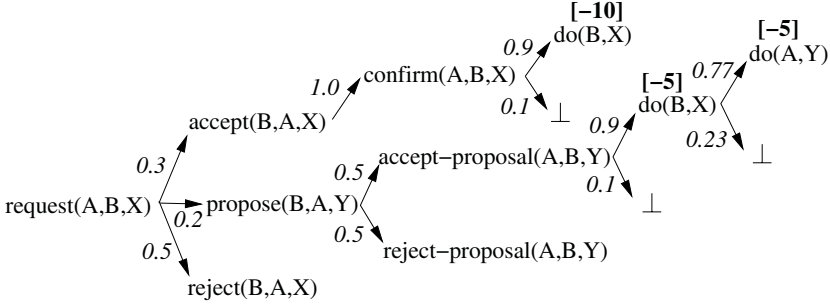 [−10]
0.9 do(B,X)
[−5]
0.77 do(A,Y)
1.0 confirm(A,B,X)
0.1 ⊥
[−5]
do(B,X)
accept(B,A,X)
0.9
0.23 ⊥
0.3
0.5 accept−proposal(A,B,Y)
0.1 ⊥
request(A,B,X)
0.2 propose(B,A,Y)
0.5 reject−proposal(A,B,Y)
0.5
reject(B,A,X)